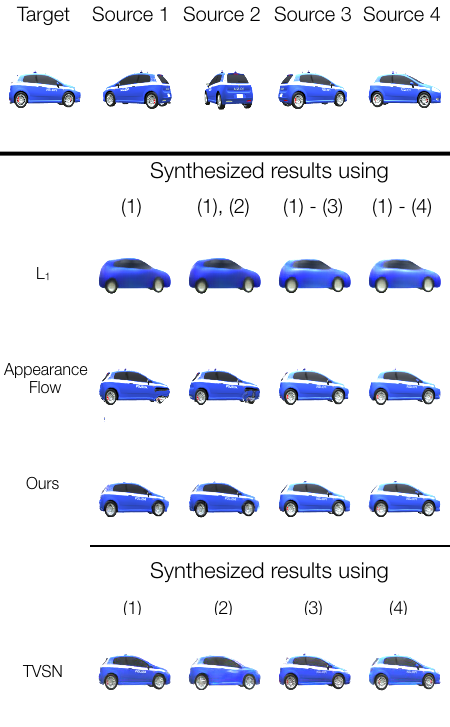 Target Source 1 Source 2 Source 3 Source 4
Synthesized results using
(1) (1), (2) (1) - (3) (1) - (4)
L₁
Appearance
Flow
Ours
Synthesized results using
(1) (2) (3) (4)
TVSN